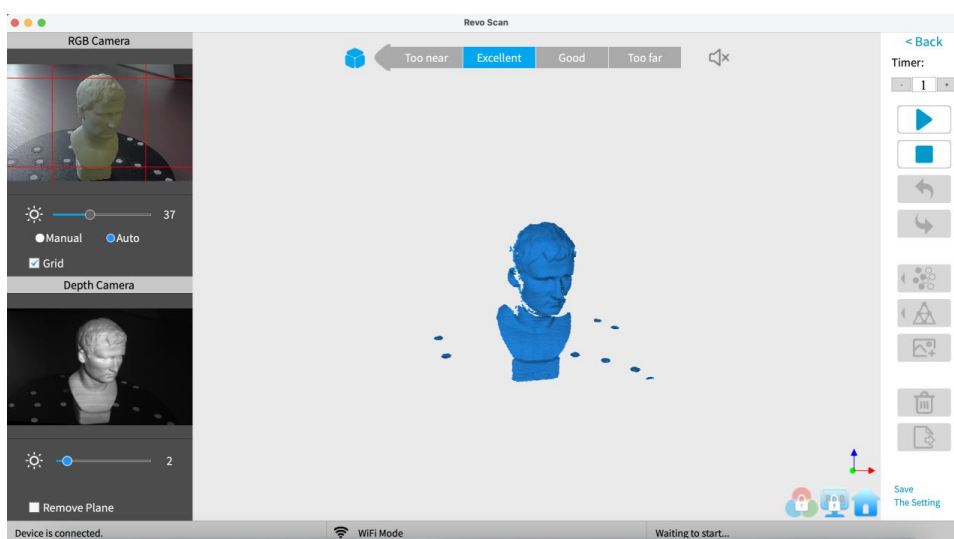 Revo Scan
RGB Camera
37
Manual Auto
Grid
Depth Camera
2
Remove Plane
Too near Excellent Good Too far
< Back
Timer:
- 1 +
Save
The Setting
Device is connected. WiFi Mode Waiting to start...